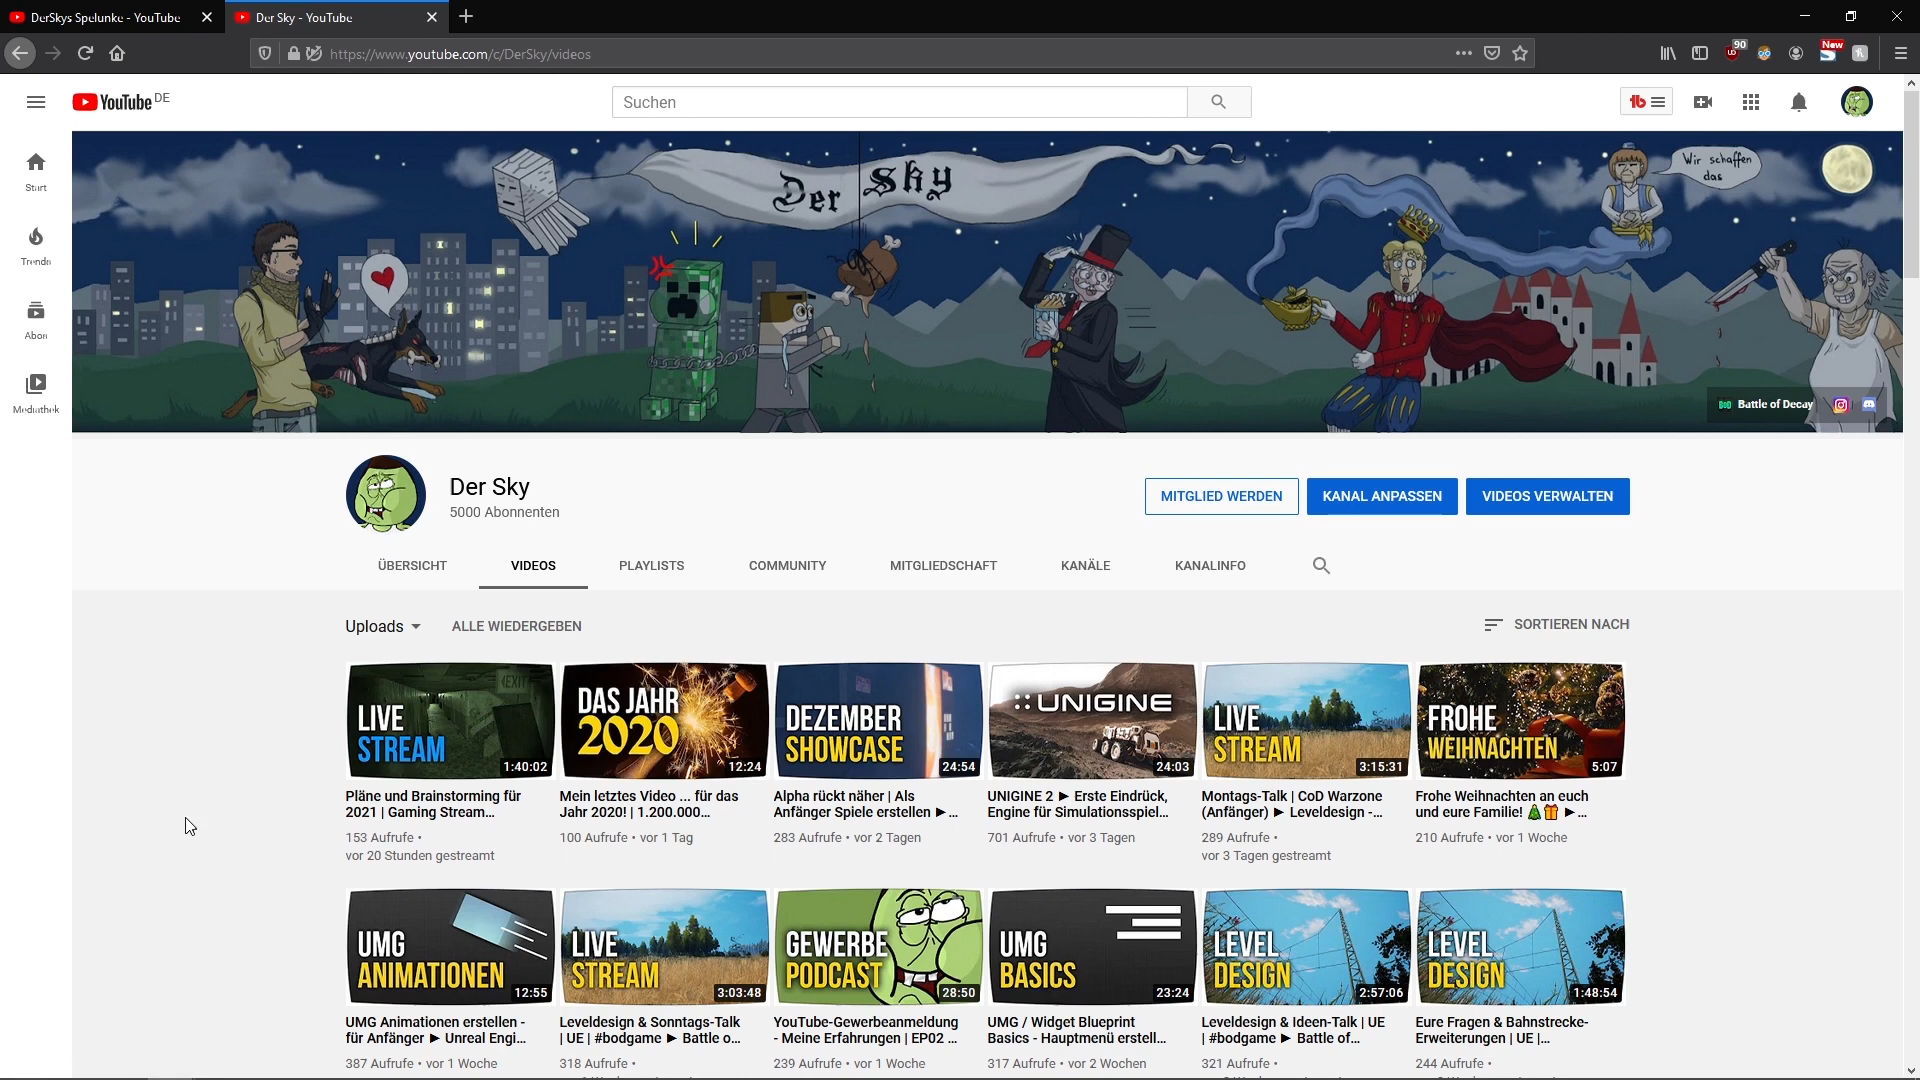 DerSkys Spelunke - YouTube
Der Sky - YouTube
https://www.youtube.com/c/DerSky/videos
90
New
YouTube DE
Suchen
Start
Trends
Abos
Mediathek
Der Sky
Wir schaffen
das
Battle of Decay
Der Sky
5000 Abonnenten
MITGLIED WERDEN
KANAL ANPASSEN
VIDEOS VERWALTEN
ÜBERSICHT
VIDEOS
PLAYLISTS
COMMUNITY
MITGLIEDSCHAFT
KANÄLE
KANALINFO
Uploads
ALLE WIEDERGEBEN
SORTIEREN NACH
EXIT
LIVE
STREAM
1:40:02
Pläne und Brainstorming für
2021 | Gaming Stream...
153 Aufrufe •
vor 20 Stunden gestreamt
DAS JAHR
2020
12:24
Mein letztes Video ... für das
Jahr 2020! | 1.200.000...
100 Aufrufe • vor 1 Tag
DEZEMBER
SHOWCASE
24:54
Alpha rückt näher | Als
Anfänger Spiele erstellen ►...
283 Aufrufe • vor 2 Tagen
UNIGINE
24:03
UNIGINE 2 ► Erste Eindrück,
Engine für Simulationsspiel...
701 Aufrufe • vor 3 Tagen
LIVE
STREAM
3:15:31
Montags-Talk | CoD Warzone
(Anfänger) ► Leveldesign -...
289 Aufrufe •
vor 3 Tagen gestreamt
FROHE
WEIHNACHTEN
5:07
Frohe Weihnachten an euch
und eure Familie! 🎄🎁 ►...
210 Aufrufe • vor 1 Woche
UMG
ANIMATIONEN
12:55
UMG Animationen erstellen -
für Anfänger ► Unreal Engi...
387 Aufrufe • vor 1 Woche
LIVE
STREAM
3:03:48
Leveldesign & Sonntags-Talk
| UE | #bodgame ► Battle o...
318 Aufrufe •
GEWERBE
PODCAST
28:50
YouTube-Gewerbeanmeldung
- Meine Erfahrungen | EP02 ...
239 Aufrufe • vor 1 Woche
UMG
BASICS
23:24
UMG / Widget Blueprint
Basics - Hauptmenü erstell...
317 Aufrufe • vor 2 Wochen
LEVEL
DESIGN
2:57:06
Leveldesign & Ideen-Talk | UE
| #bodgame ► Battle of...
321 Aufrufe •
LEVEL
DESIGN
1:48:54
Eure Fragen & Bahnstrecke-
Erweiterungen | UE |...
244 Aufrufe •